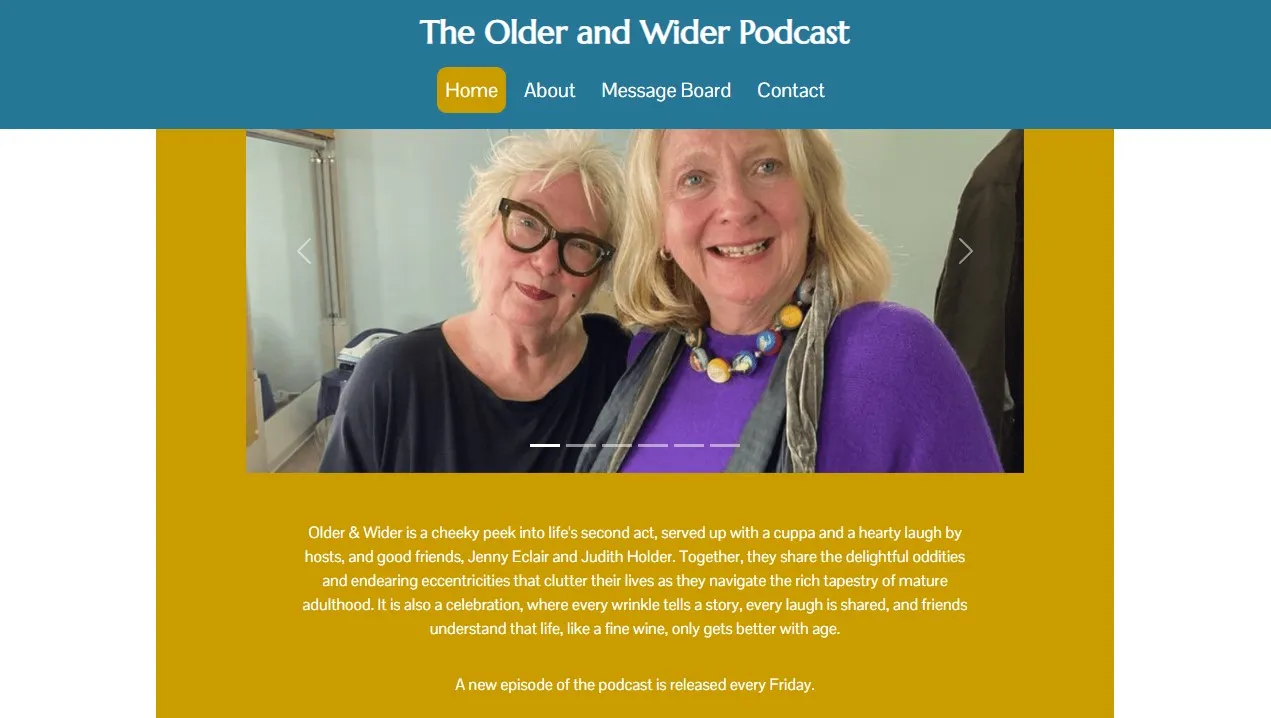 The Older and Wider Podcast
Home About Message Board Contact
Older & Wider is a cheeky peek into life's second act, served up with a cuppa and a hearty laugh by
hosts, and good friends, Jenny Eclair and Judith Holder. Together, they share the delightful oddities
and endearing eccentricities that clutter their lives as they navigate the rich tapestry of mature
adulthood. It is also a celebration, where every wrinkle tells a story, every laugh is shared, and friends
understand that life, like a fine wine, only gets better with age.
A new episode of the podcast is released every Friday.